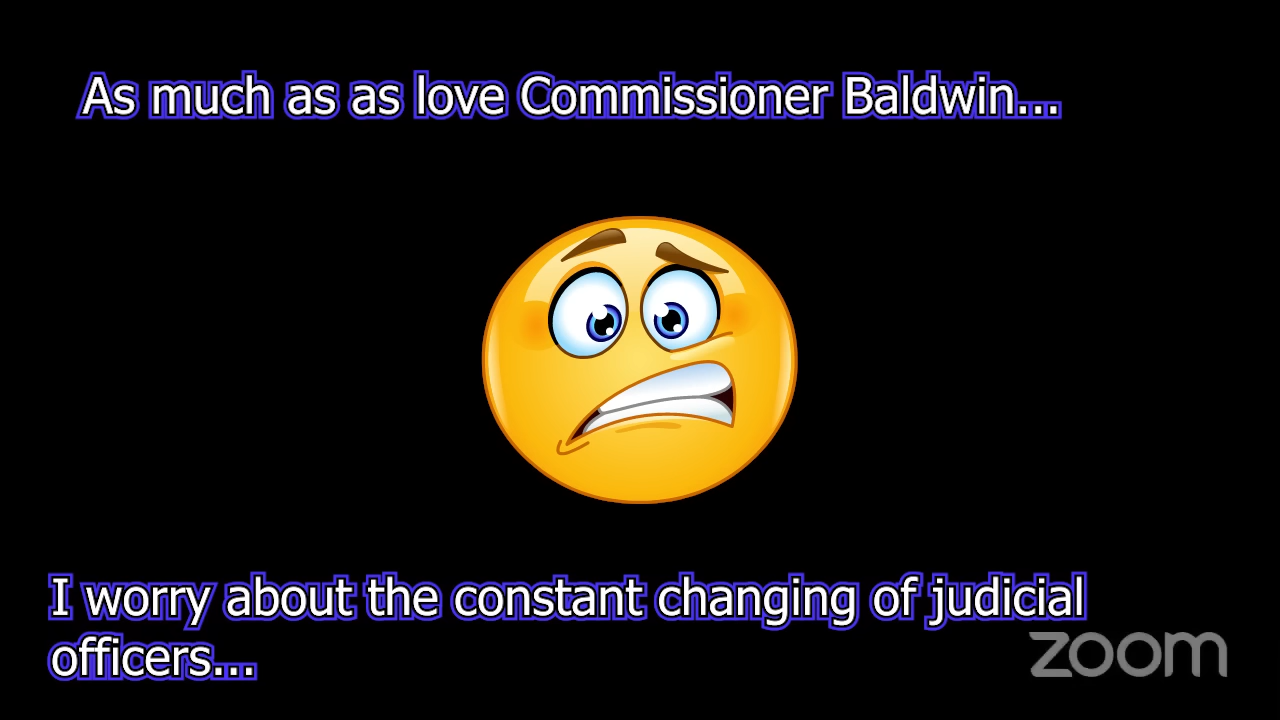 As much as as love Commissioner Baldwin...
I worry about the constant changing of judicial
officers...
zoom